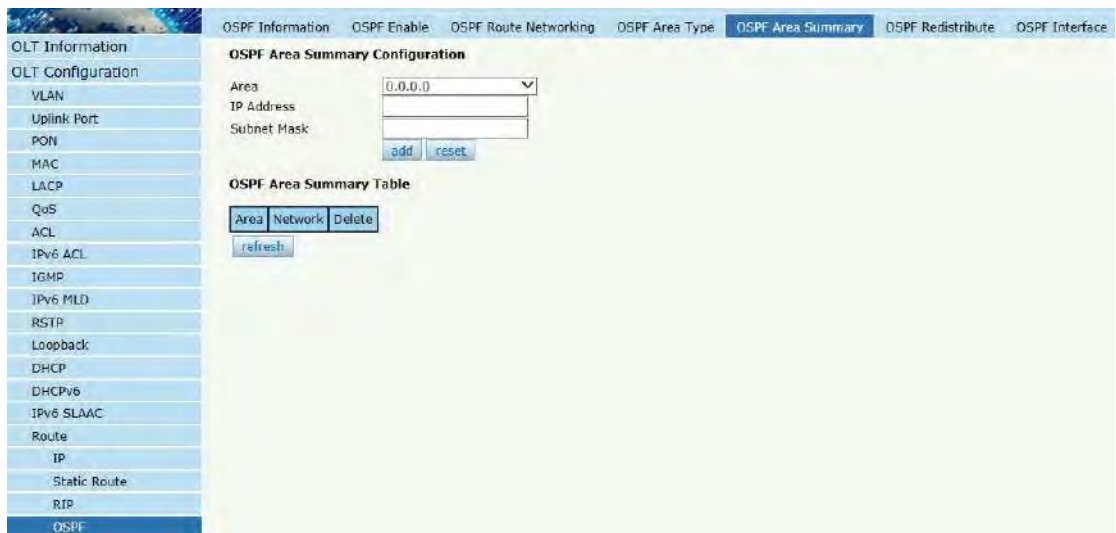 OSPF Information OSPF Enable OSPF Route Networking OSPF Area Type OSPF Area Summary OSPF Redistribute OSPF Interface
OLT Information
OLT Configuration
VLAN
Uplink Port
PON
MAC
LACP
QoS
ACL
IPv6 ACL
IGMP
IPv6 MLD
RSTP
Loopback
DHCP
DHCPv6
IPv6 SLAAC
Route
IP
Static Route
RIP
OSPF
OSPF Area Summary Configuration
Area 0.0.0.0
IP Address
Subnet Mask
add reset
OSPF Area Summary Table
Area Network Delete
refresh